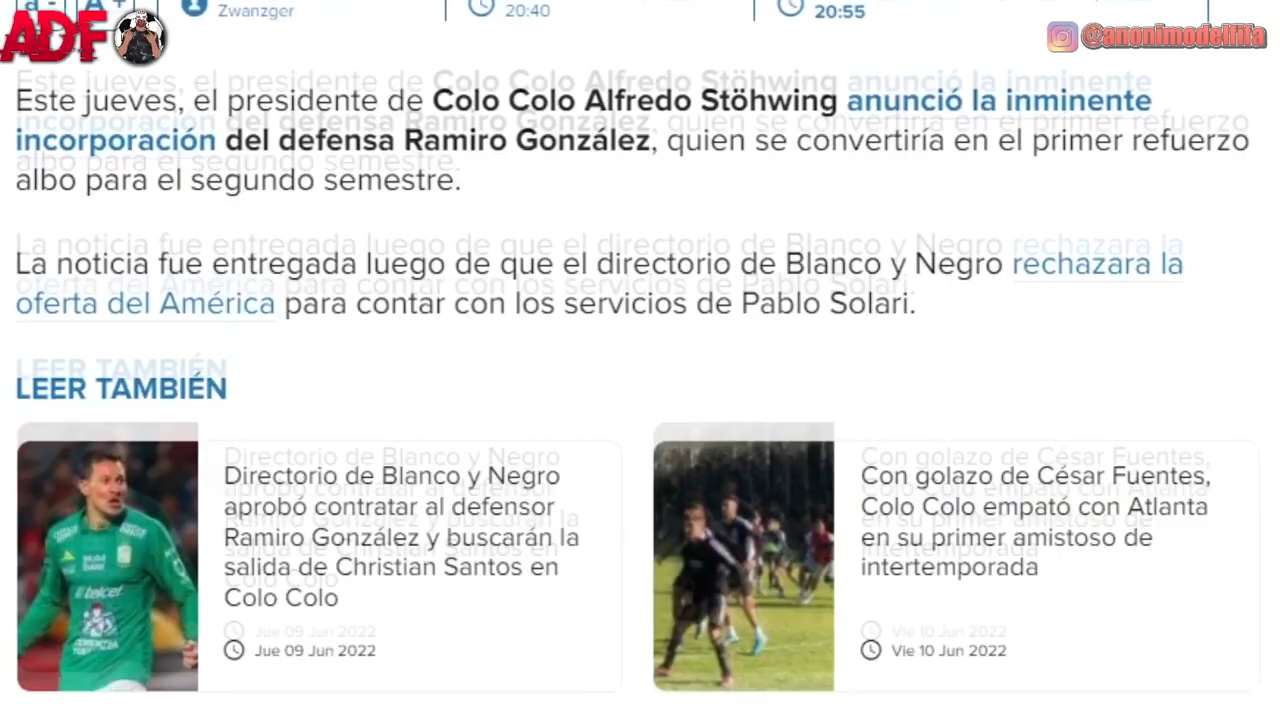 a - A +
Zwanzger
20:40
20:55
ADF
@anonimodelfifa
Este jueves, el presidente de Colo Colo Alfredo Stöhwing anunció la inminente
incorporación del defensa Ramiro González, quien se convertiría en el primer refuerzo
albo para el segundo semestre.
La noticia fue entregada luego de que el directorio de Blanco y Negro rechazara la
oferta del América para contar con los servicios de Pablo Solari.
LEER TAMBIÉN
Directorio de Blanco y Negro
aprobó contratar al defensor
Ramiro González y buscarán la
salida de Christian Santos en
Colo Colo
Jue 09 Jun 2022
Con golazo de César Fuentes,
Colo Colo empató con Atlanta
en su primer amistoso de
intertemporada
Vie 10 Jun 2022
telcel